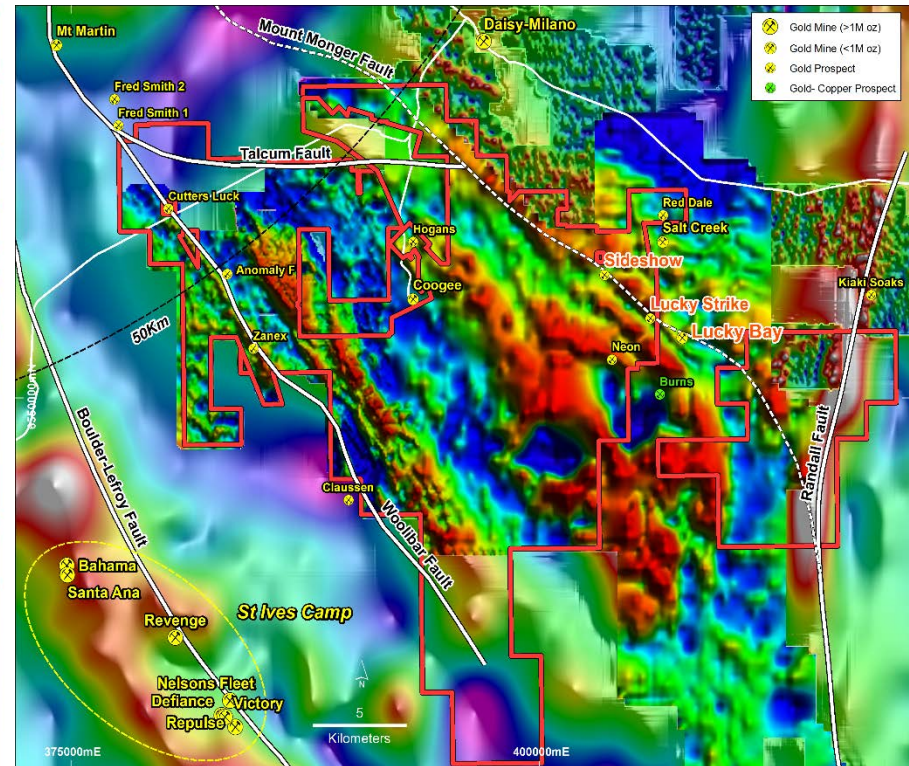 Mt Martin
Daisy-Milano
Gold Mine (>1M oz)
Gold Mine (<1M oz)
Gold Prospect
Gold- Copper Prospect
Mount Monger Fault
Fred Smith 2
Fred Smith 1
Talcum Fault
Cutters Luck
Red Dale
Hogans
Salt Creek
Anomaly F
Sideshow
Kiaki Soaks
Coogee
50Km
Lucky Strike
Zanex
Lucky Bay
Neon
6550000mN
Burns
Boulder-Lefroy Fault
Randall Fault
Claussen
Woolibar Fault
Bahama
Santa Ana
St Ives Camp
Revenge
Nelsons Fleet
Defiance
Victory
Repulse
N
5
Kilometers
375000mE
400000mE